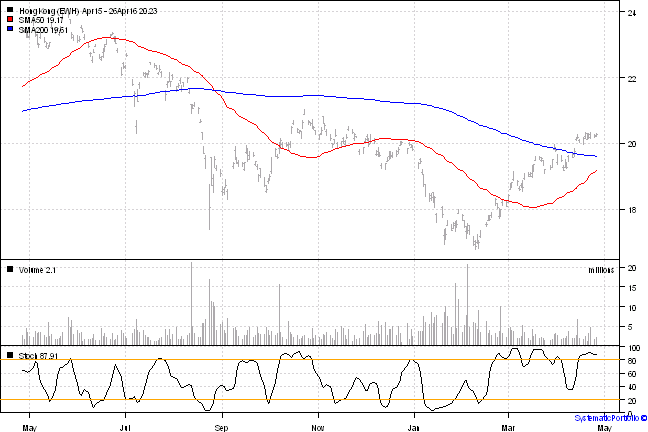 Hong Kong (EWH) Apr15 - 26Apr16 20.23
SMA50 19.17
SMA200 19.61
24
22
20
18
Volume 2.1
millions
20
15
10
5
Stoch 87.91
100
80
60
40
20
0
May Jul Sep Nov Jan Mar May
SystematicPortfolio ©